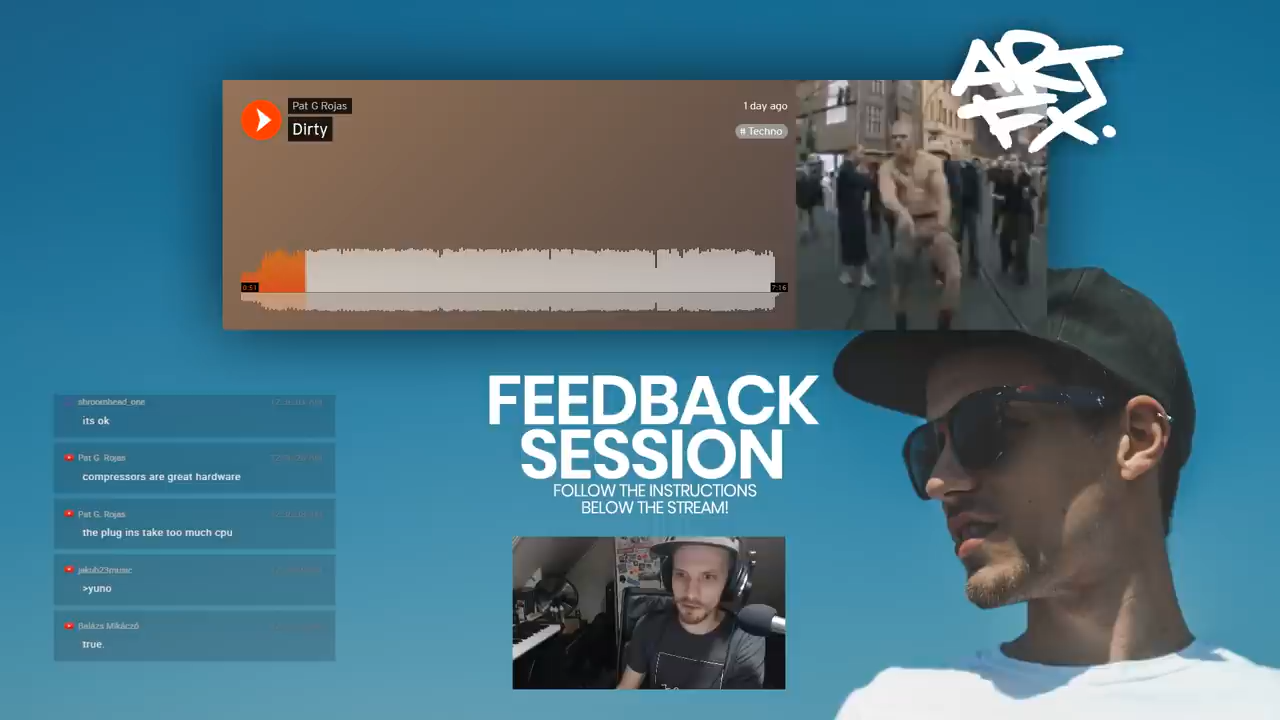 ART
FX.
Pat G Rojas
Dirty
1 day ago
# Techno
0:51
7:16
FEEDBACK
SESSION
FOLLOW THE INSTRUCTIONS
BELOW THE STREAM!
shroomhead_one
its ok
Pat G. Rojas
compressors are great hardware
Pat G. Rojas
the plug ins take too much cpu
jakub23music
>yuno
Balázs Mikáczó
true.